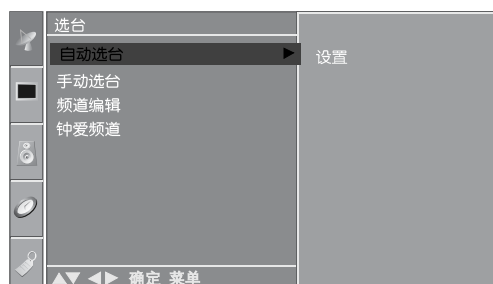 选台
自动选台 ▶ 设置
手动选台
频道编辑
钟爱频道
▲▼ ◀▶ 确定 菜单